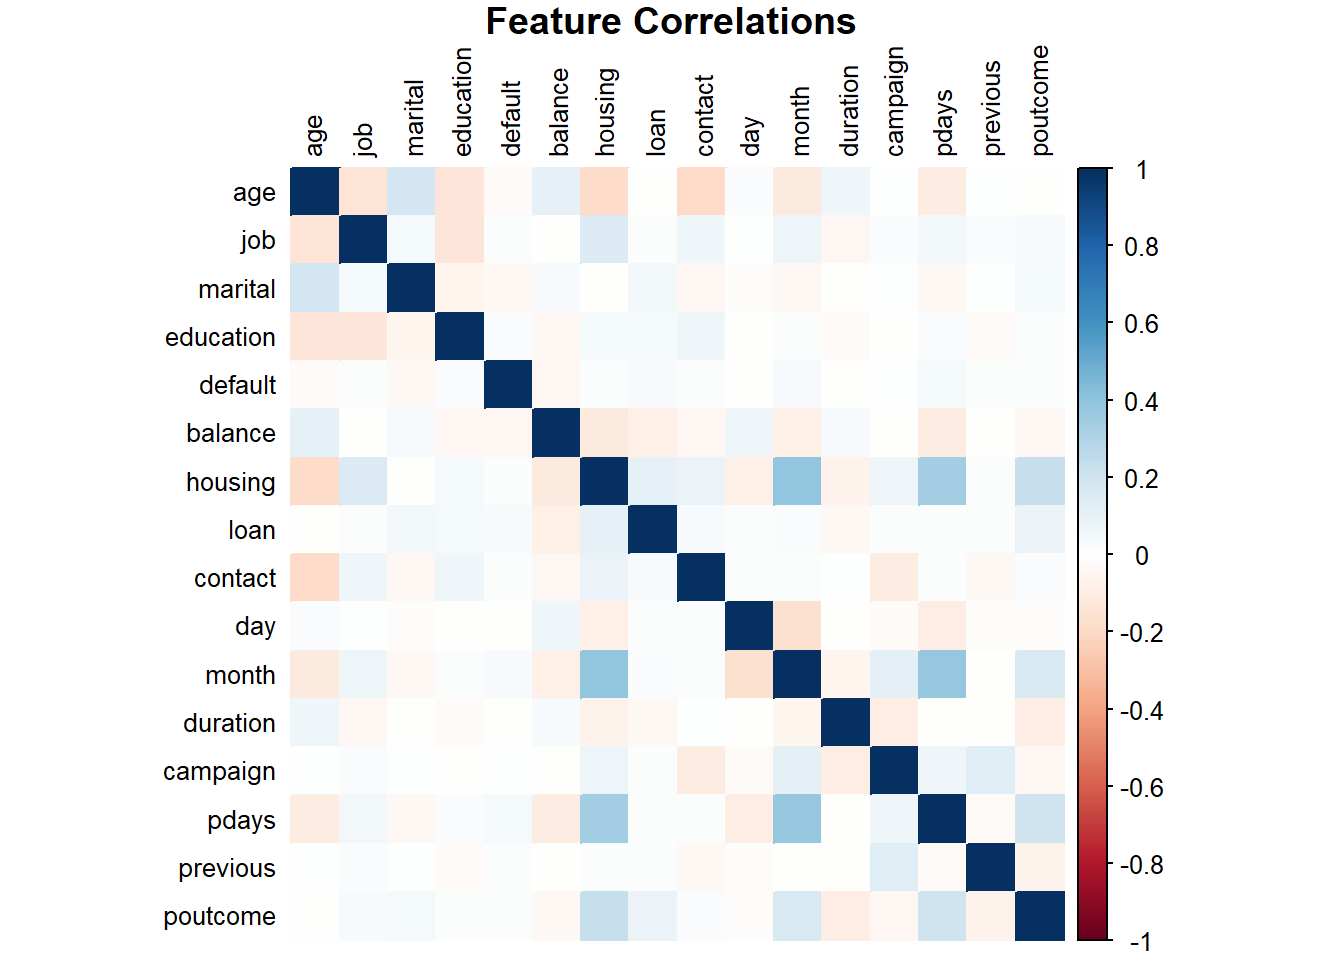 Feature Correlations
age
job
marital
education
default
balance
housing
loan
contact
day
month
duration
campaign
pdays
previous
poutcome
age
job
marital
education
default
balance
housing
loan
contact
day
month
duration
campaign
pdays
previous
poutcome
1
0.8
0.6
0.4
0.2
0
-0.2
-0.4
-0.6
-0.8
-1